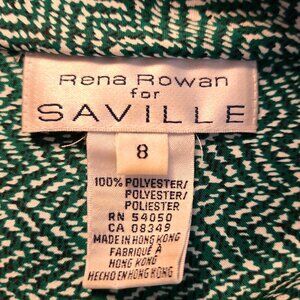 Rena Rowan
for
SAVILLE
8
100% POLYESTER/
POLYESTER/
POLIESTER
RN 54050
CA 08349
MADE IN HONG KONG
FABRIQUÉ À
HONG KONG
HECHO EN HONG KONG